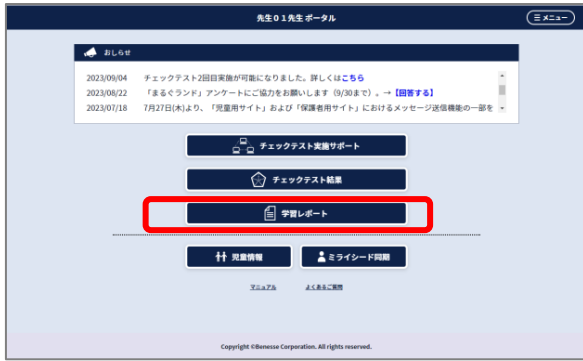 先生01先生 ポータル
メニュー
おしらせ
2023/09/04 チェックテスト2回目実施が可能になりました。詳しくはこちら
2023/08/22 「まるぐランド」アンケートにご協力をお願いします（9/30まで）。→【回答する】
2023/07/18 7月27日(木)より、「児童用サイト」および「保護者用サイト」におけるメッセージ送信機能の一部を
チェックテスト実施サポート
チェックテスト結果
学習レポート
児童情報 ミライシード同期
マニュアル よくあるご質問
Copyright ©Benesse Corporation. All rights reserved.